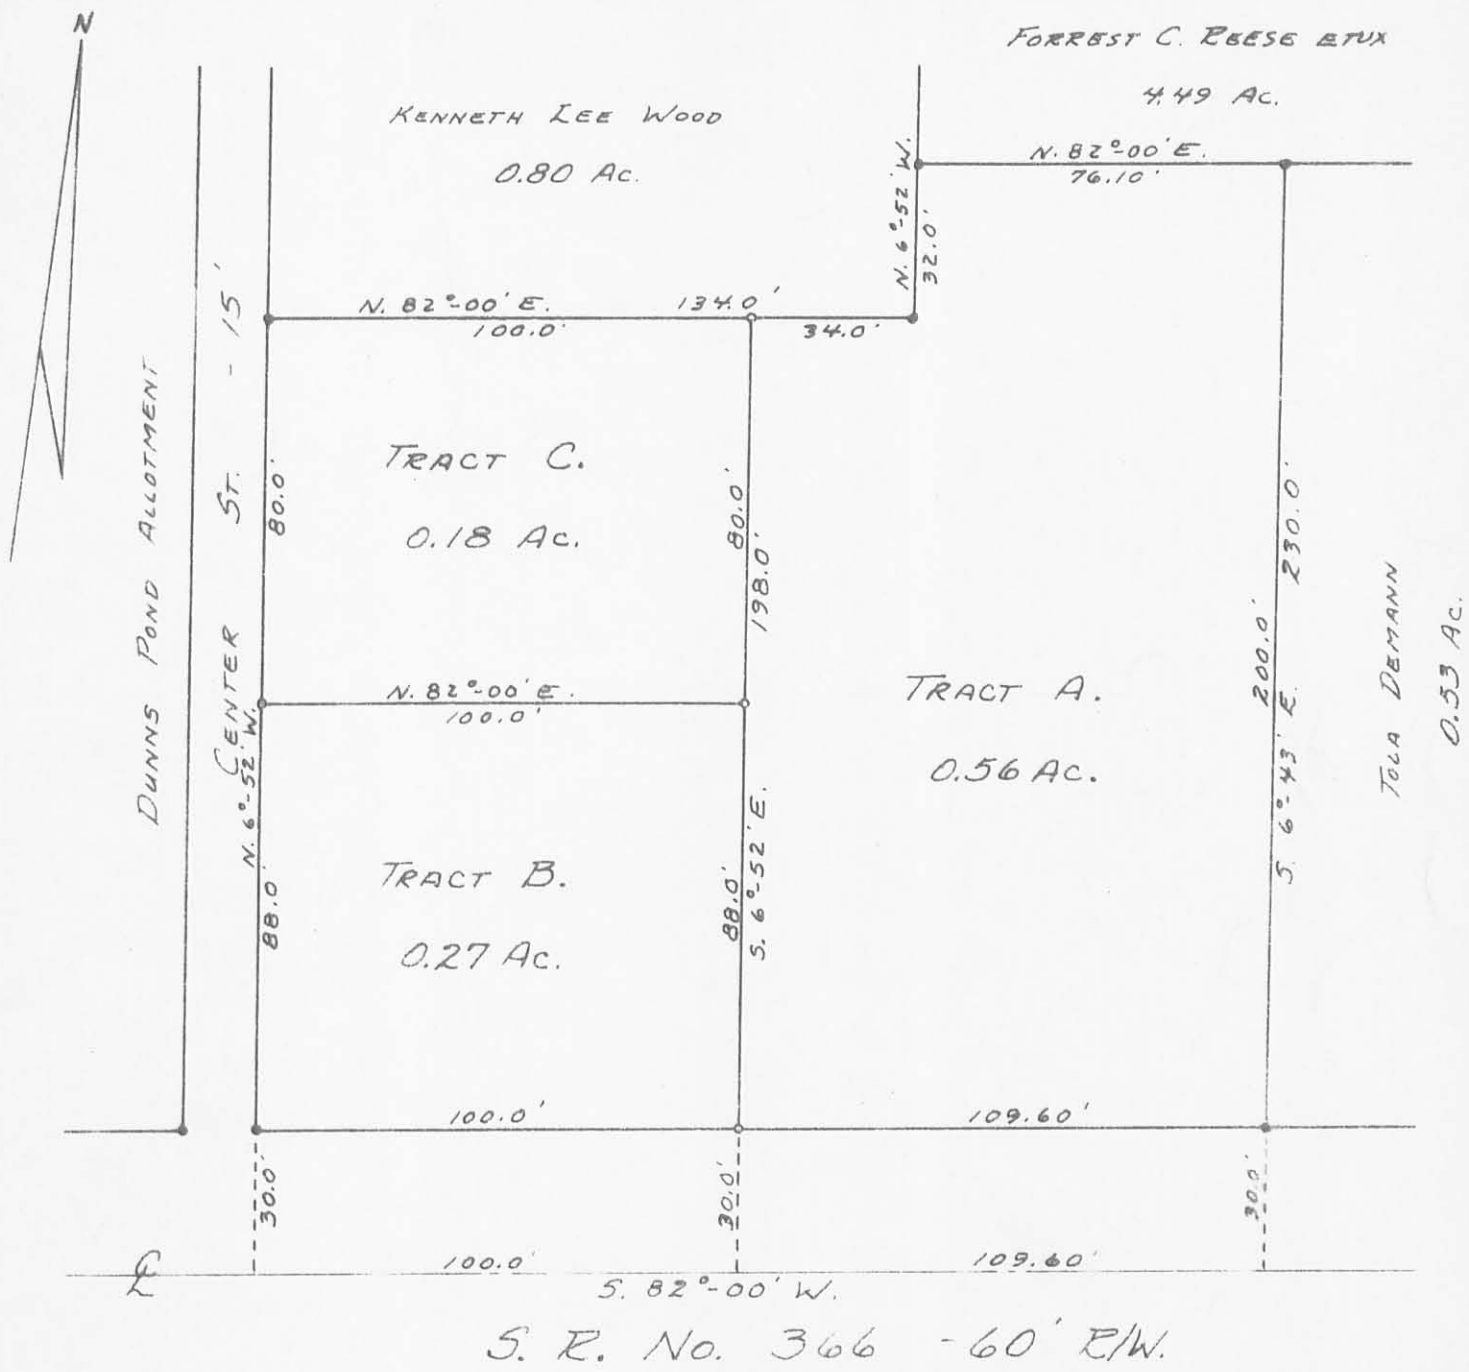 N
FORREST C. REESE ETUX
4.49 Ac.
KENNETH LEE WOOD
0.80 Ac.
N. 82°-00' E.
76.10'
N. 6°-52' W.
32.0'
N. 82°-00' E. 134.0'
100.0'
34.0'
DUNNS POND ALLOTMENT
CENTER ST. - 15'
N. 6°-52' W.
80.0'
TRACT C.
0.18 Ac.
80.0'
198.0'
N. 82°-00' E.
100.0'
TRACT A.
0.56 Ac.
200.0'
230.0'
S. 6°-43' E.
TOLA DEMANN
0.53 Ac.
88.0'
TRACT B.
0.27 Ac.
88.0'
S. 6°-52' E.
100.0'
109.60'
30.0'
30.0'
30.0'
℄
100.0'
109.60'
S. 82°-00' W.
S. R. No. 366 - 60' R/W.